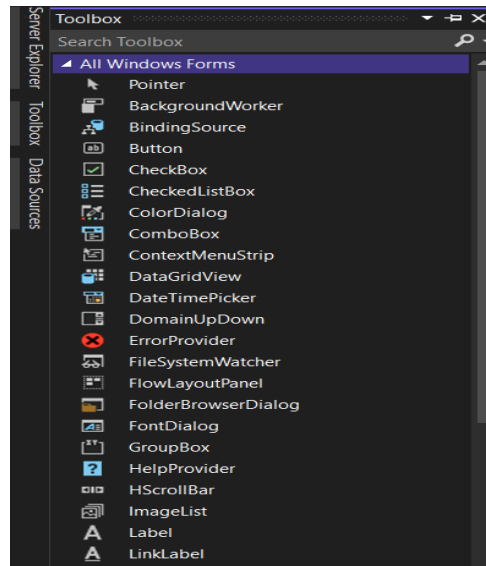 Server Explorer
Toolbox
Data Sources
Toolbox
Search Toolbox
All Windows Forms
Pointer
BackgroundWorker
BindingSource
Button
CheckBox
CheckedListBox
ColorDialog
ComboBox
ContextMenuStrip
DataGridView
DateTimePicker
DomainUpDown
ErrorProvider
FileSystemWatcher
FlowLayoutPanel
FolderBrowserDialog
FontDialog
GroupBox
HelpProvider
HScrollBar
ImageList
Label
LinkLabel